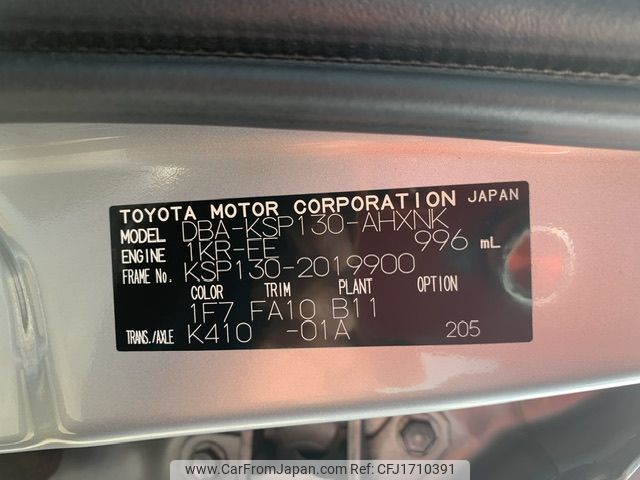 TOYOTA MOTOR CORPORATION JAPAN
MODEL DBA-KSP130-AHXNK
ENGINE 1KR-FE 996 mL
FRAME No. KSP130-2019900
COLOR TRIM PLANT OPTION
1F7 FA10 B11
TRANS./AXLE K410 -01A 205
www.CarFromJapan.com Ref No: CFJ1710391